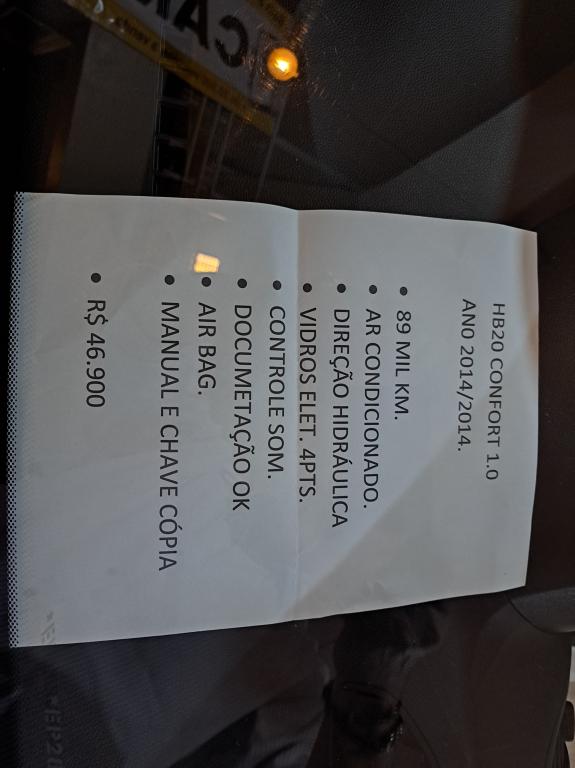 HB20 CONFORT 1.0
AN0 2014/2014.
• 89 MIL KM.
• AR CONDICIONADO.
• DIREÇÃO HIDRÁULICA
• VIDROS ELET. 4PTS.
• CONTROLE SOM.
• DOCUMETAÇÃO OK
• AIR BAG.
• MANUAL E CHAVE CÓPIA
• R$ 46.900